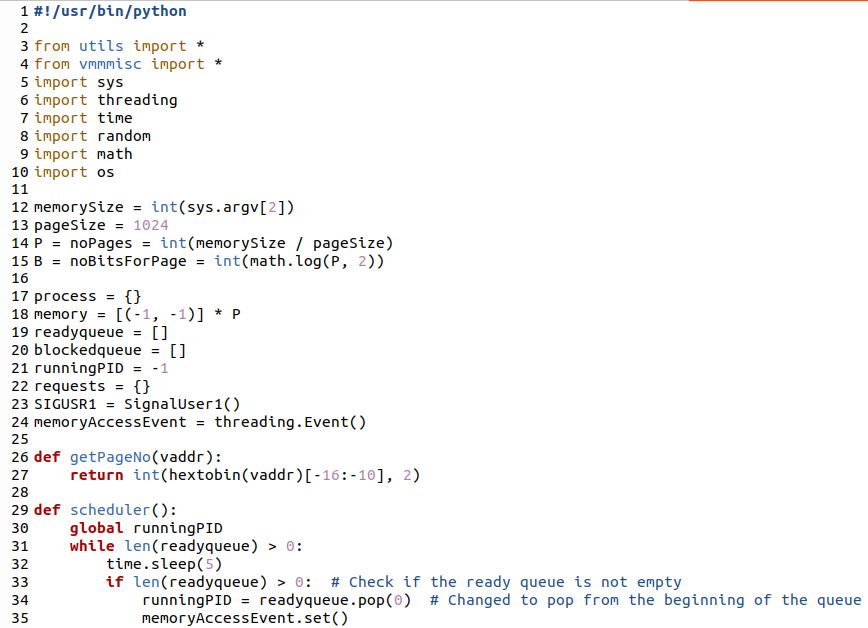 1 #!/usr/bin/python
2
3 from utils import *
4 from vmmmisc import *
5 import sys
6 import threading
7 import time
8 import random
9 import math
10 import os
11
12 memorySize = int(sys.argv[2])
13 pageSize = 1024
14 P = noPages = int(memorySize / pageSize)
15 B = noBitsForPage = int(math.log(P, 2))
16
17 process = {}
18 memory = [(-1, -1)] * P
19 readyqueue = []
20 blockedqueue = []
21 runningPID = -1
22 requests = {}
23 SIGUSR1 = SignalUser1()
24 memoryAccessEvent = threading.Event()
25
26 def getPageNo(vaddr):
27     return int(hextobin(vaddr)[-16:-10], 2)
28
29 def scheduler():
30     global runningPID
31     while len(readyqueue) > 0:
32         time.sleep(5)
33         if len(readyqueue) > 0:  # Check if the ready queue is not empty
34             runningPID = readyqueue.pop(0)  # Changed to pop from the beginning of the queue
35             memoryAccessEvent.set()